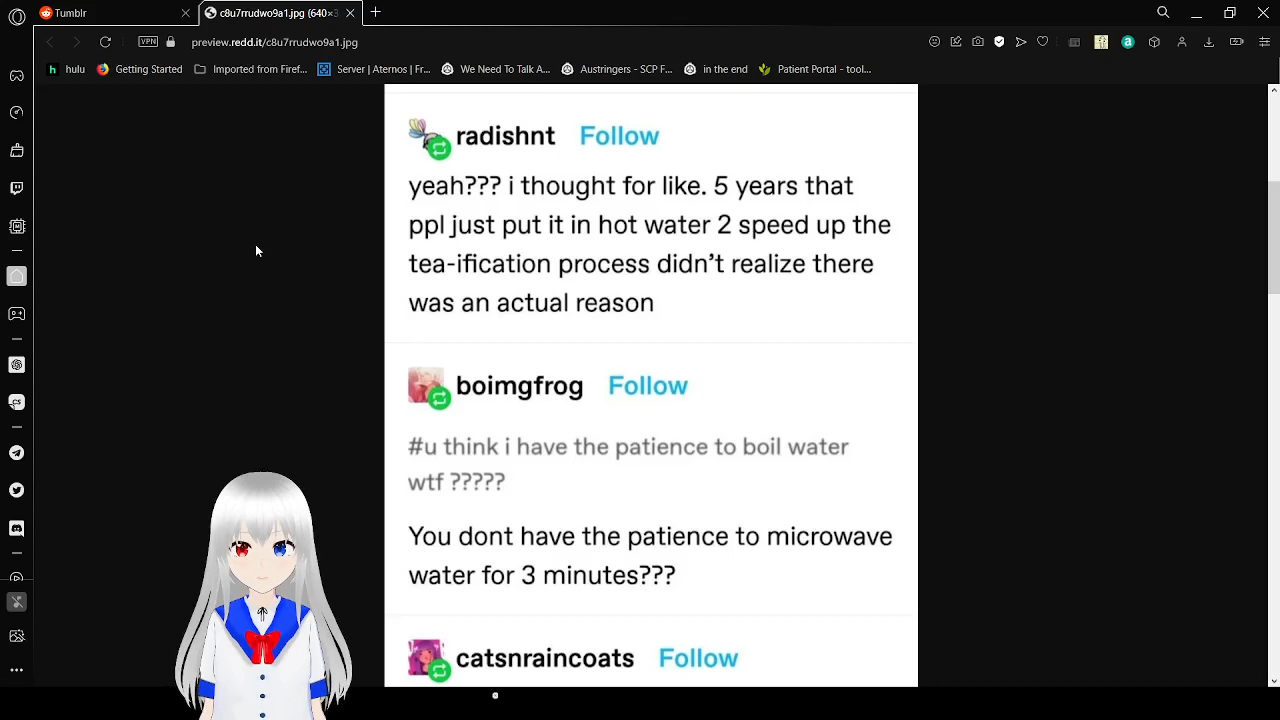 Tumblr
c8u7rrudwo9a1.jpg (640×3
VPN
preview.redd.it/c8u7rrudwo9a1.jpg
h hulu
Getting Started
Imported from Firef...
Server | Aternos | Fr...
We Need To Talk A...
Austringers - SCP F...
in the end
Patient Portal - tool...
radishnt Follow
yeah??? i thought for like. 5 years that
ppl just put it in hot water 2 speed up the
tea-ification process didn't realize there
was an actual reason
boimgfrog Follow
#u think i have the patience to boil water
wtf ?????
You dont have the patience to microwave
water for 3 minutes???
catsnraincoats Follow